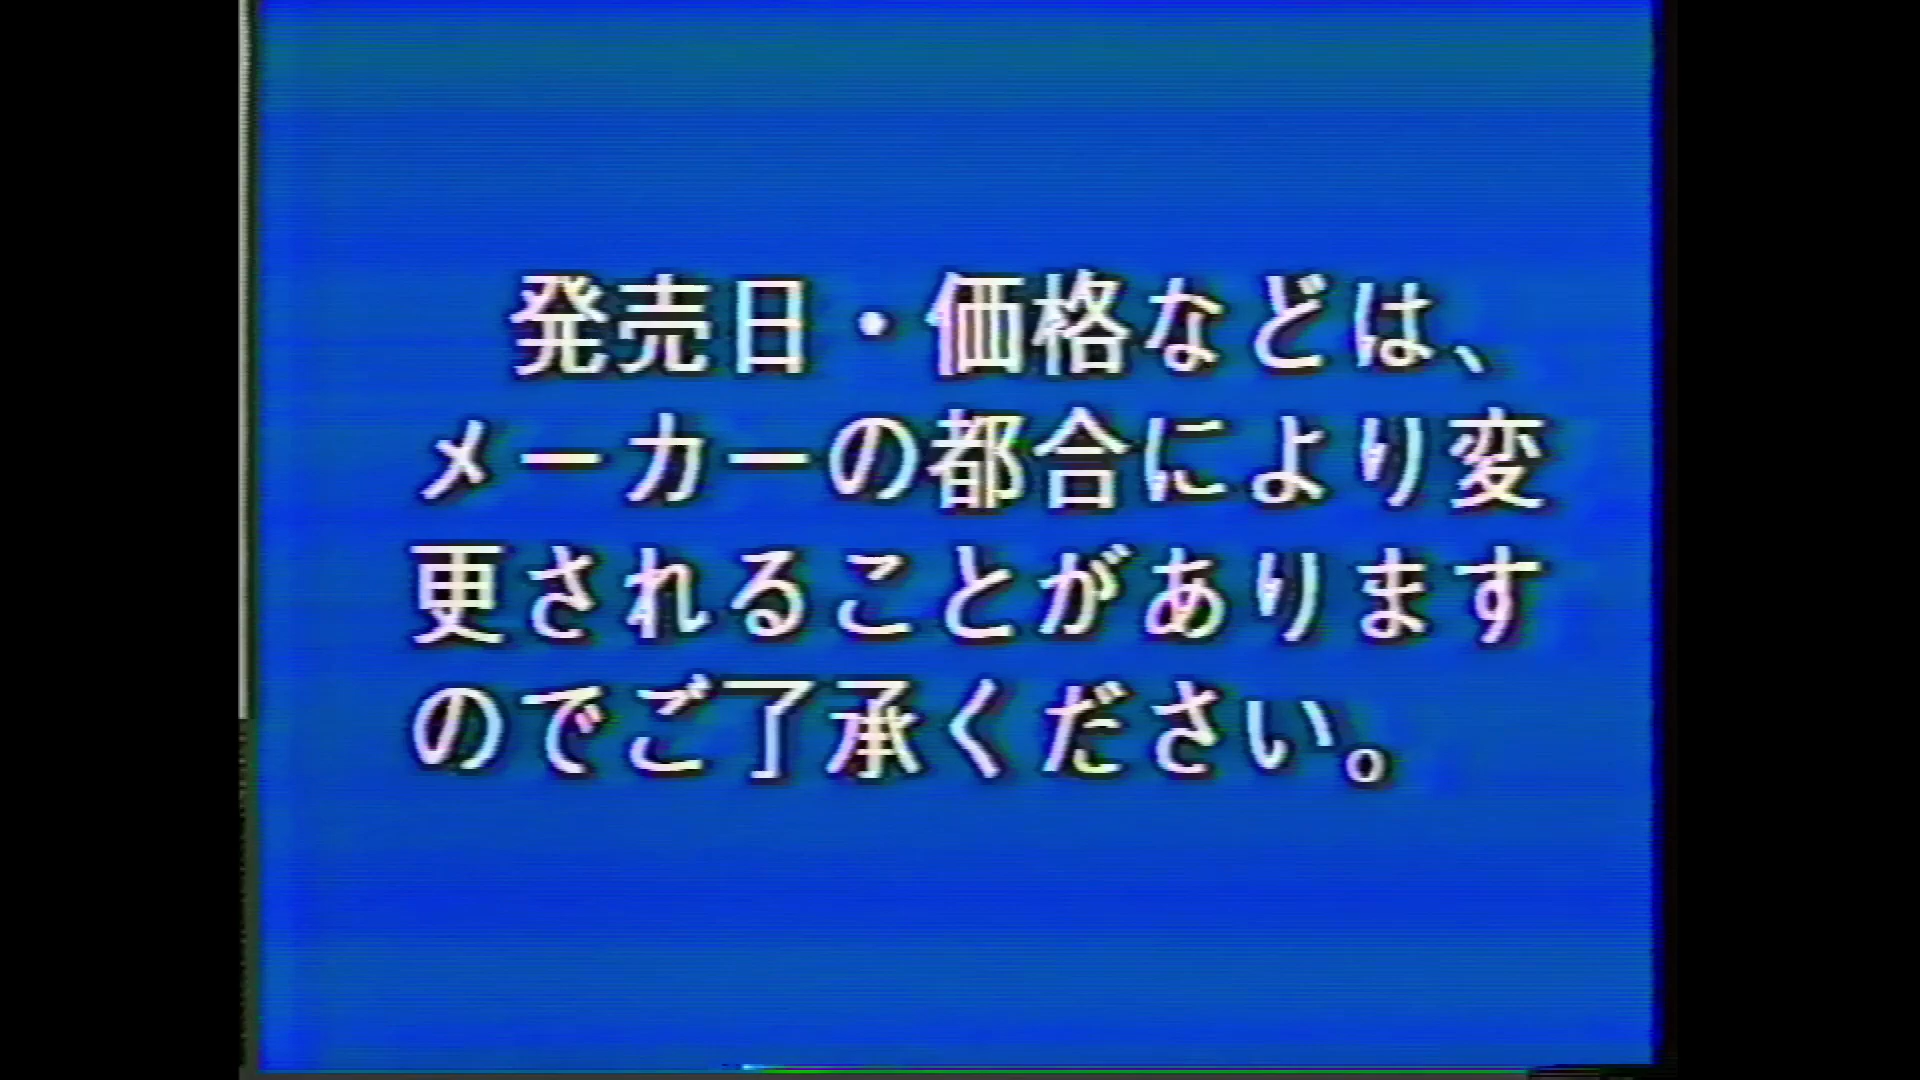 発売日・価格などは、
メーカーの都合により変
更されることがあります
のでご了承ください。